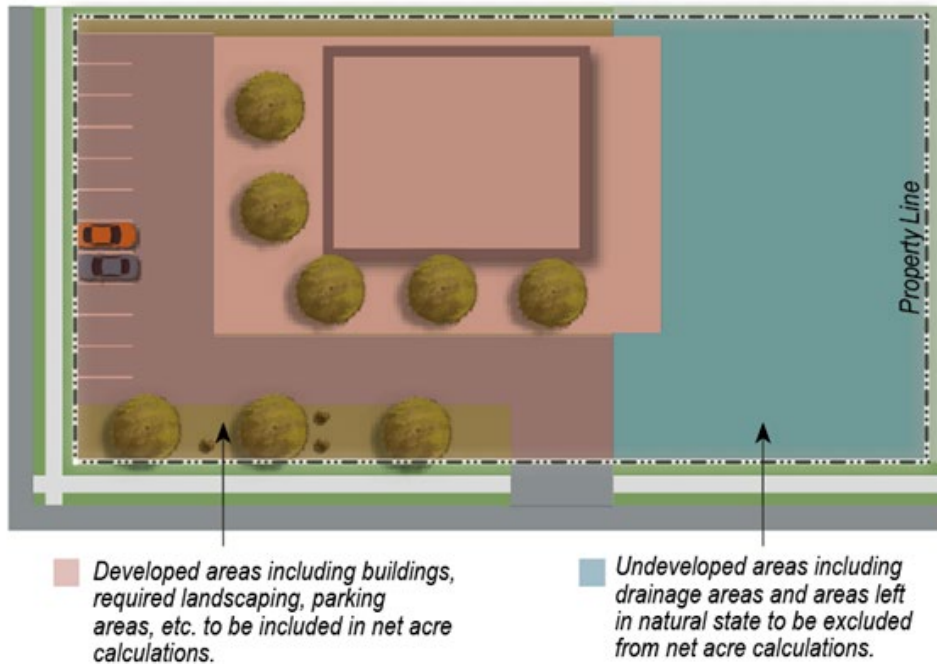 Property Line
Developed areas including buildings,
required landscaping, parking
areas, etc. to be included in net acre
calculations.
Undeveloped areas including
drainage areas and areas left
in natural state to be excluded
from net acre calculations.